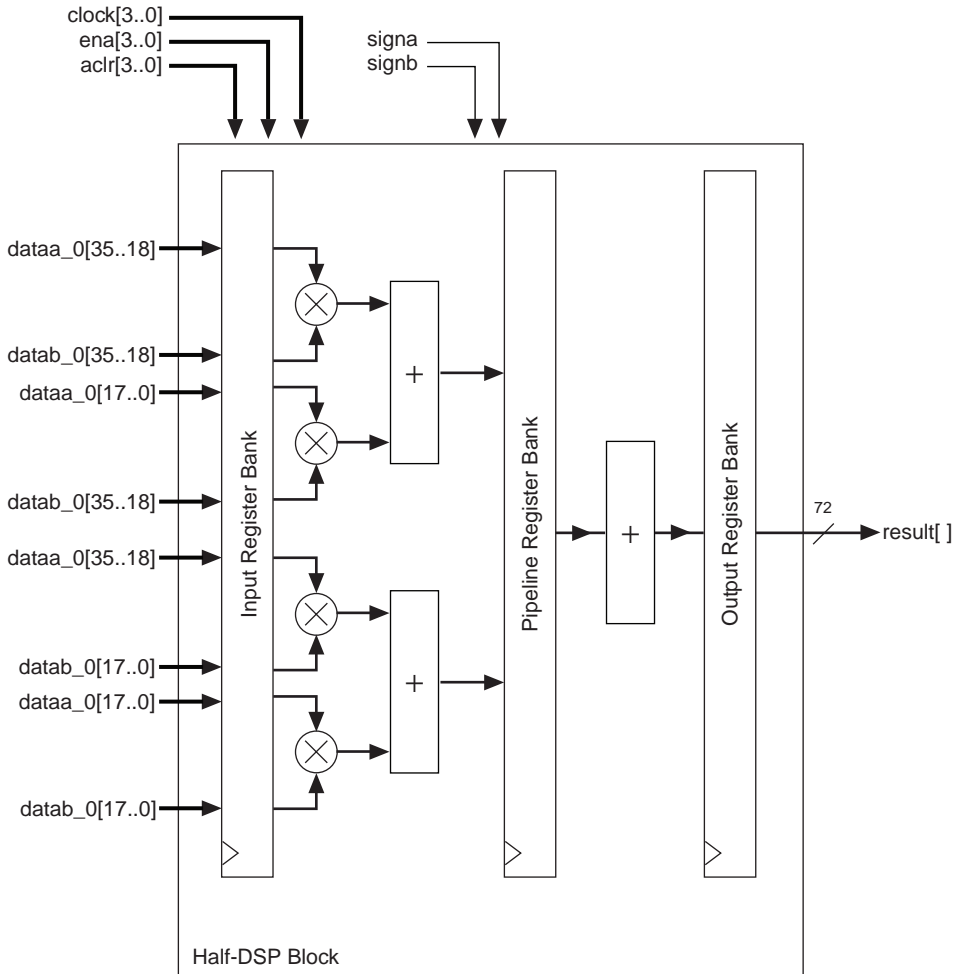 clock[3..0]
ena[3..0]
aclr[3..0]
signa
signb
dataa_0[35..18]
datab_0[35..18]
dataa_0[17..0]
datab_0[35..18]
dataa_0[35..18]
datab_0[17..0]
dataa_0[17..0]
datab_0[17..0]
Input Register Bank
+
+
Pipeline Register Bank
+
Output Register Bank
72
result[ ]
Half-DSP Block